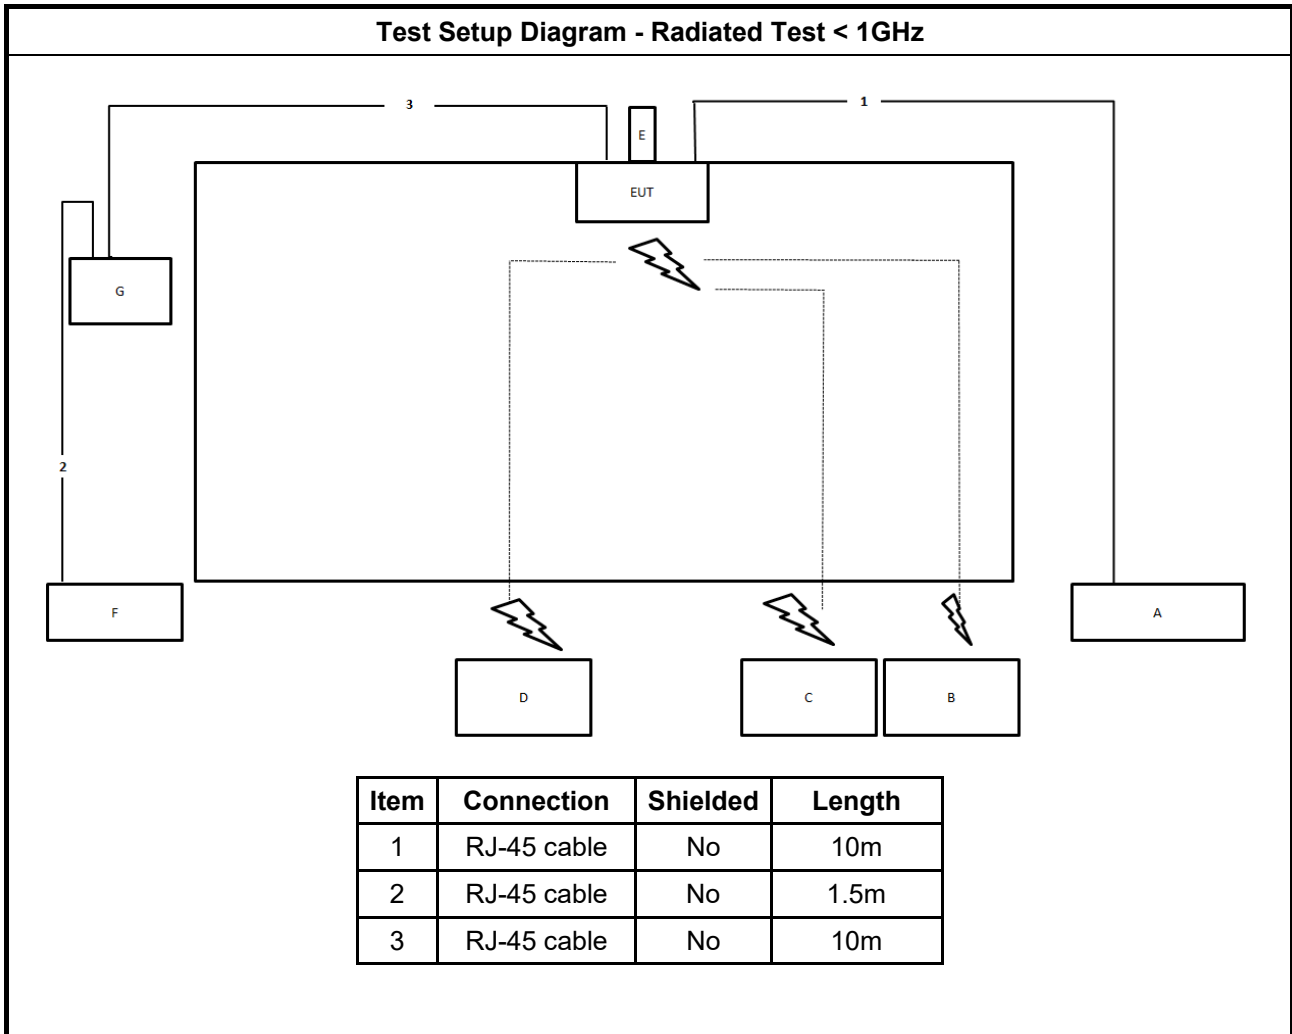 Test Setup Diagram - Radiated Test < 1GHz
3
1
E
EUT
G
2
F
A
D
C
B
Item Connection Shielded Length
1 RJ-45 cable No 10m
2 RJ-45 cable No 1.5m
3 RJ-45 cable No 10m